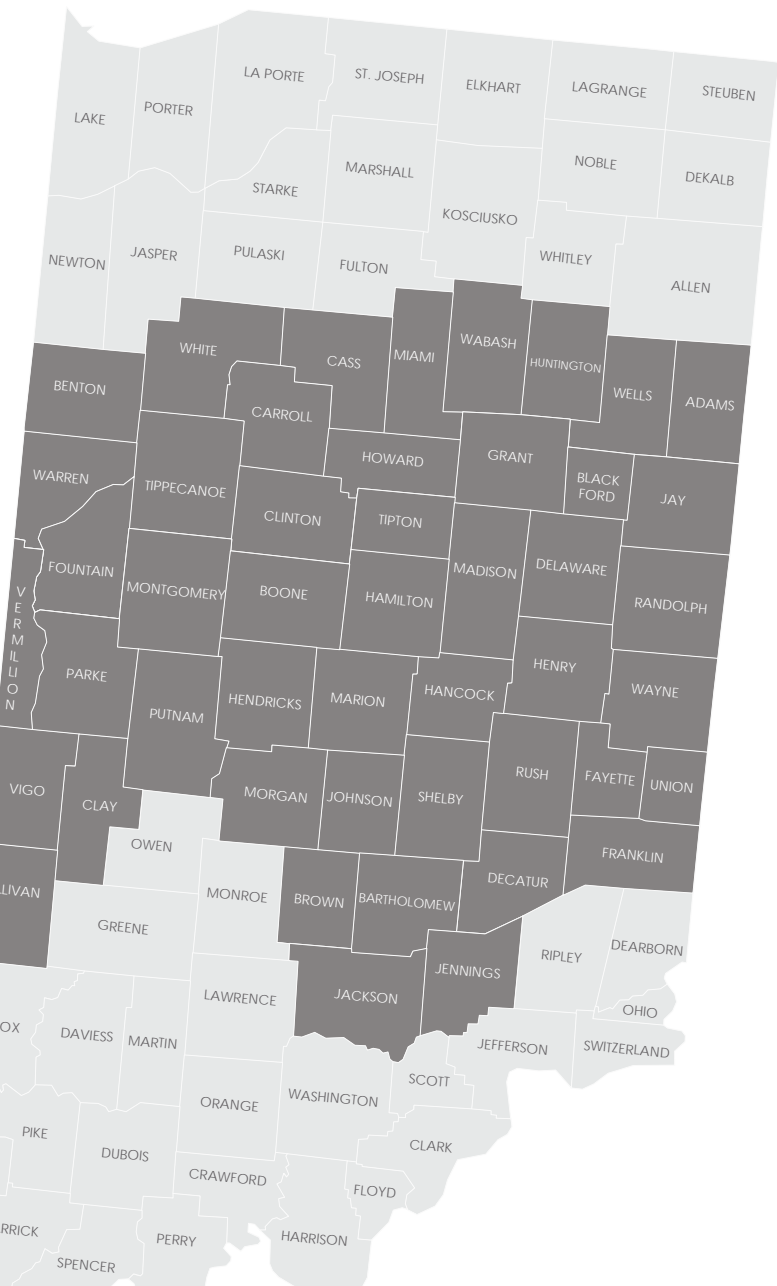 LA PORTE
ST. JOSEPH
ELKHART
LAGRANGE
STEUBEN
LAKE
PORTER
STARKE
MARSHALL
NOBLE
DEKALB
KOSCIUSKO
NEWTON
JASPER
PULASKI
FULTON
WHITLEY
ALLEN
WHITE
CASS
MIAMI
WABASH
HUNTINGTON
WELLS
ADAMS
BENTON
CARROLL
HOWARD
GRANT
BLACK
FORD
JAY
WARREN
TIPPECANOE
CLINTON
TIPTON
MADISON
DELAWARE
RANDOLPH
FOUNTAIN
MONTGOMERY
BOONE
HAMILTON
VERMILLION
PARKE
PUTNAM
HENDRICKS
MARION
HANCOCK
HENRY
WAYNE
VIGO
CLAY
MORGAN
JOHNSON
SHELBY
RUSH
FAYETTE
UNION
OWEN
FRANKLIN
LLIVAN
MONROE
BROWN
BARTHOLOMEW
DECATUR
GREENE
JENNINGS
RIPLEY
DEARBORN
LAWRENCE
JACKSON
OHIO
OX
DAVIESS
MARTIN
JEFFERSON
SWITZERLAND
SCOTT
ORANGE
WASHINGTON
PIKE
DUBOIS
CLARK
CRAWFORD
FLOYD
RRICK
PERRY
HARRISON
SPENCER